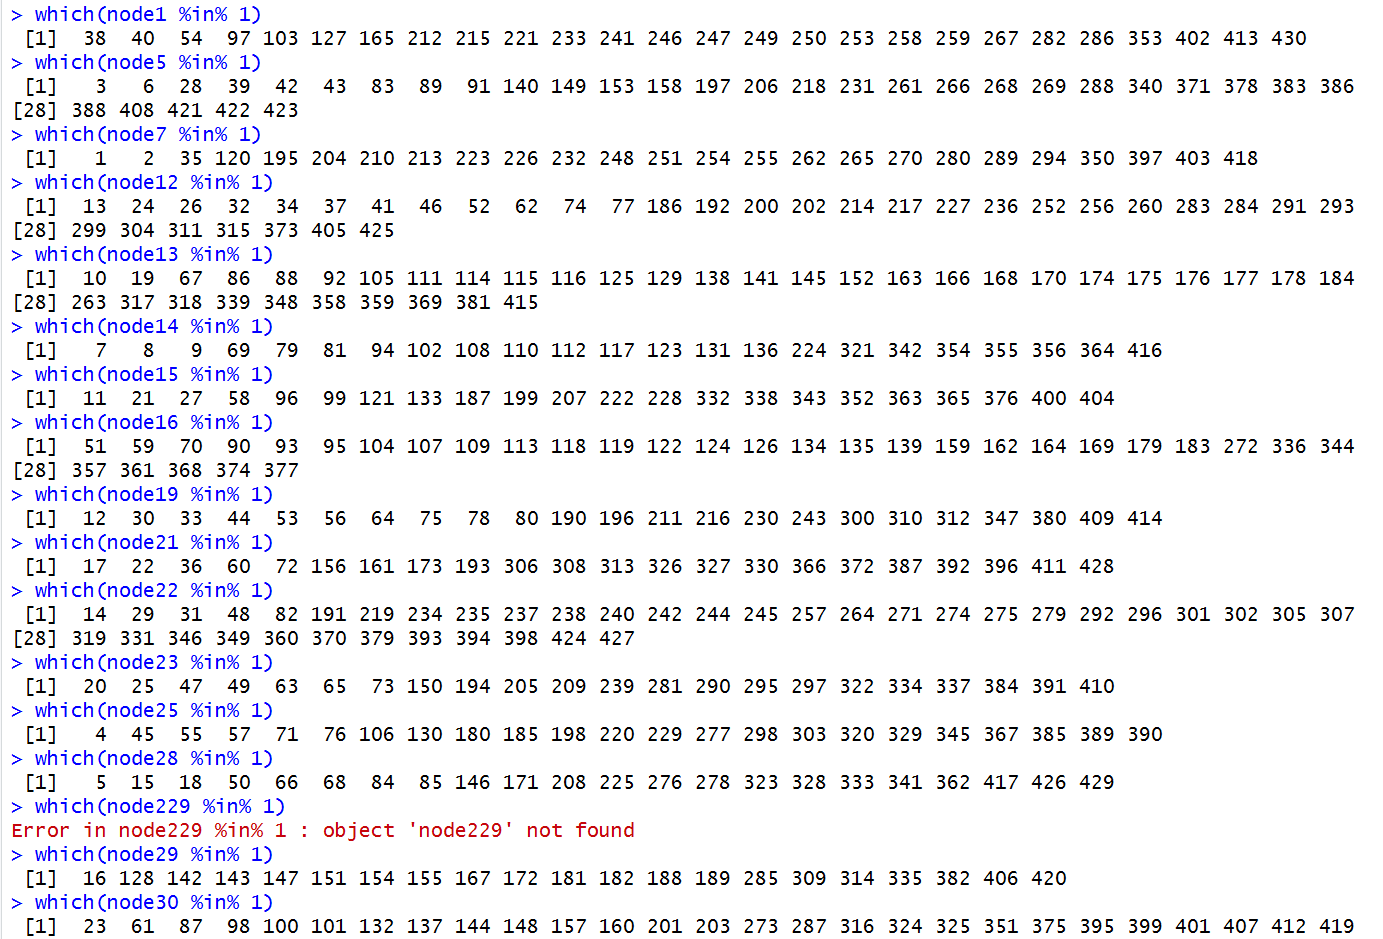 > which(node1 %in% 1)
 [1]  38  40  54  97 103 127 165 212 215 221 233 241 246 247 249 250 253 258 259 267 282 286 353 402 413 430
> which(node5 %in% 1)
 [1]   3   6  28  39  42  43  83  89  91 140 149 153 158 197 206 218 231 261 266 268 269 288 340 371 378 383 386
[28] 388 408 421 422 423
> which(node7 %in% 1)
 [1]   1   2  35 120 195 204 210 213 223 226 232 248 251 254 255 262 265 270 280 289 294 350 397 403 418
> which(node12 %in% 1)
 [1]  13  24  26  32  34  37  41  46  52  62  74  77 186 192 200 202 214 217 227 236 252 256 260 283 284 291 293
[28] 299 304 311 315 373 405 425
> which(node13 %in% 1)
 [1]  10  19  67  86  88  92 105 111 114 115 116 125 129 138 141 145 152 163 166 168 170 174 175 176 177 178 184
[28] 263 317 318 339 348 358 359 369 381 415
> which(node14 %in% 1)
 [1]   7   8   9  69  79  81  94 102 108 110 112 117 123 131 136 224 321 342 354 355 356 364 416
> which(node15 %in% 1)
 [1]  11  21  27  58  96  99 121 133 187 199 207 222 228 332 338 343 352 363 365 376 400 404
> which(node16 %in% 1)
 [1]  51  59  70  90  93  95 104 107 109 113 118 119 122 124 126 134 135 139 159 162 164 169 179 183 272 336 344
[28] 357 361 368 374 377
> which(node19 %in% 1)
 [1]  12  30  33  44  53  56  64  75  78  80 190 196 211 216 230 243 300 310 312 347 380 409 414
> which(node21 %in% 1)
 [1]  17  22  36  60  72 156 161 173 193 306 308 313 326 327 330 366 372 387 392 396 411 428
> which(node22 %in% 1)
 [1]  14  29  31  48  82 191 219 234 235 237 238 240 242 244 245 257 264 271 274 275 279 292 296 301 302 305 307
[28] 319 331 346 349 360 370 379 393 394 398 424 427
> which(node23 %in% 1)
 [1]  20  25  47  49  63  65  73 150 194 205 209 239 281 290 295 297 322 334 337 384 391 410
> which(node25 %in% 1)
 [1]   4  45  55  57  71  76 106 130 180 185 198 220 229 277 298 303 320 329 345 367 385 389 390
> which(node28 %in% 1)
 [1]   5  15  18  50  66  68  84  85 146 171 208 225 276 278 323 328 333 341 362 417 426 429
> which(node229 %in% 1)
Error in node229 %in% 1 : object 'node229' not found
> which(node29 %in% 1)
 [1]  16 128 142 143 147 151 154 155 167 172 181 182 188 189 285 309 314 335 382 406 420
> which(node30 %in% 1)
 [1]  23  61  87  98 100 101 132 137 144 148 157 160 201 203 273 287 316 324 325 351 375 395 399 401 407 412 419